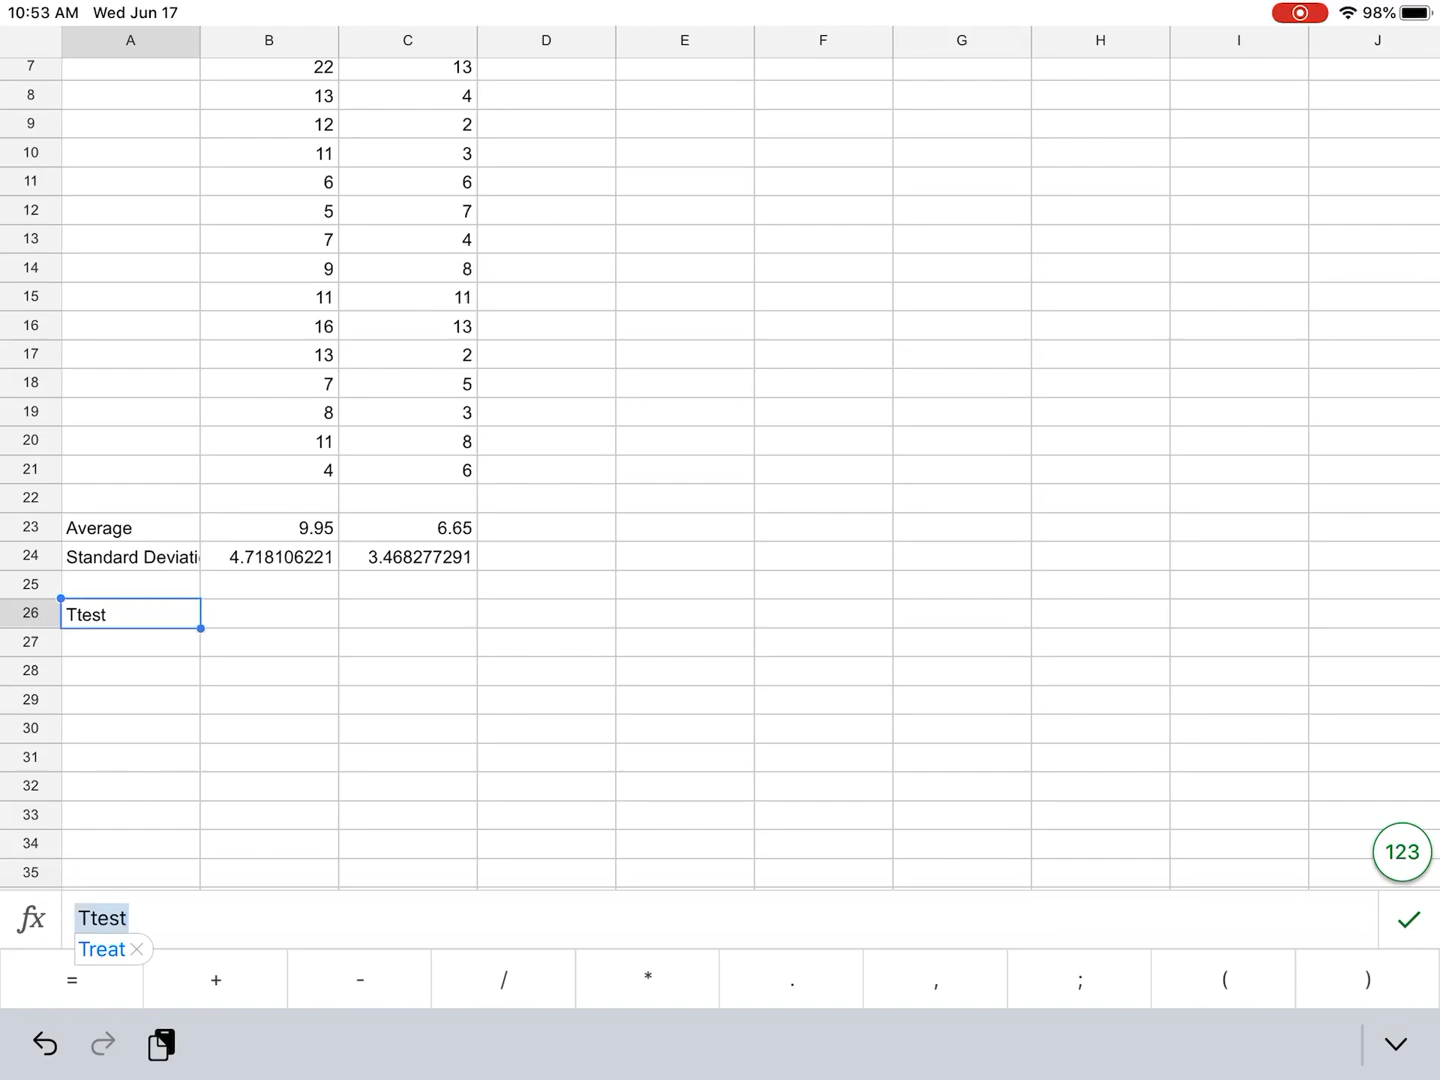 10:53 AM Wed Jun 17 98%
A B C D E F G H I J
7 22 13
8 13 4
9 12 2
10 11 3
11 6 6
12 5 7
13 7 4
14 9 8
15 11 11
16 16 13
17 13 2
18 7 5
19 8 3
20 11 8
21 4 6
22
23 Average 9.95 6.65
24 Standard Deviati 4.718106221 3.468277291
25
26 Ttest
27
28
29
30
31
32
33
34
35
123
fx Ttest
Treat
= + - / * . , ; ( )